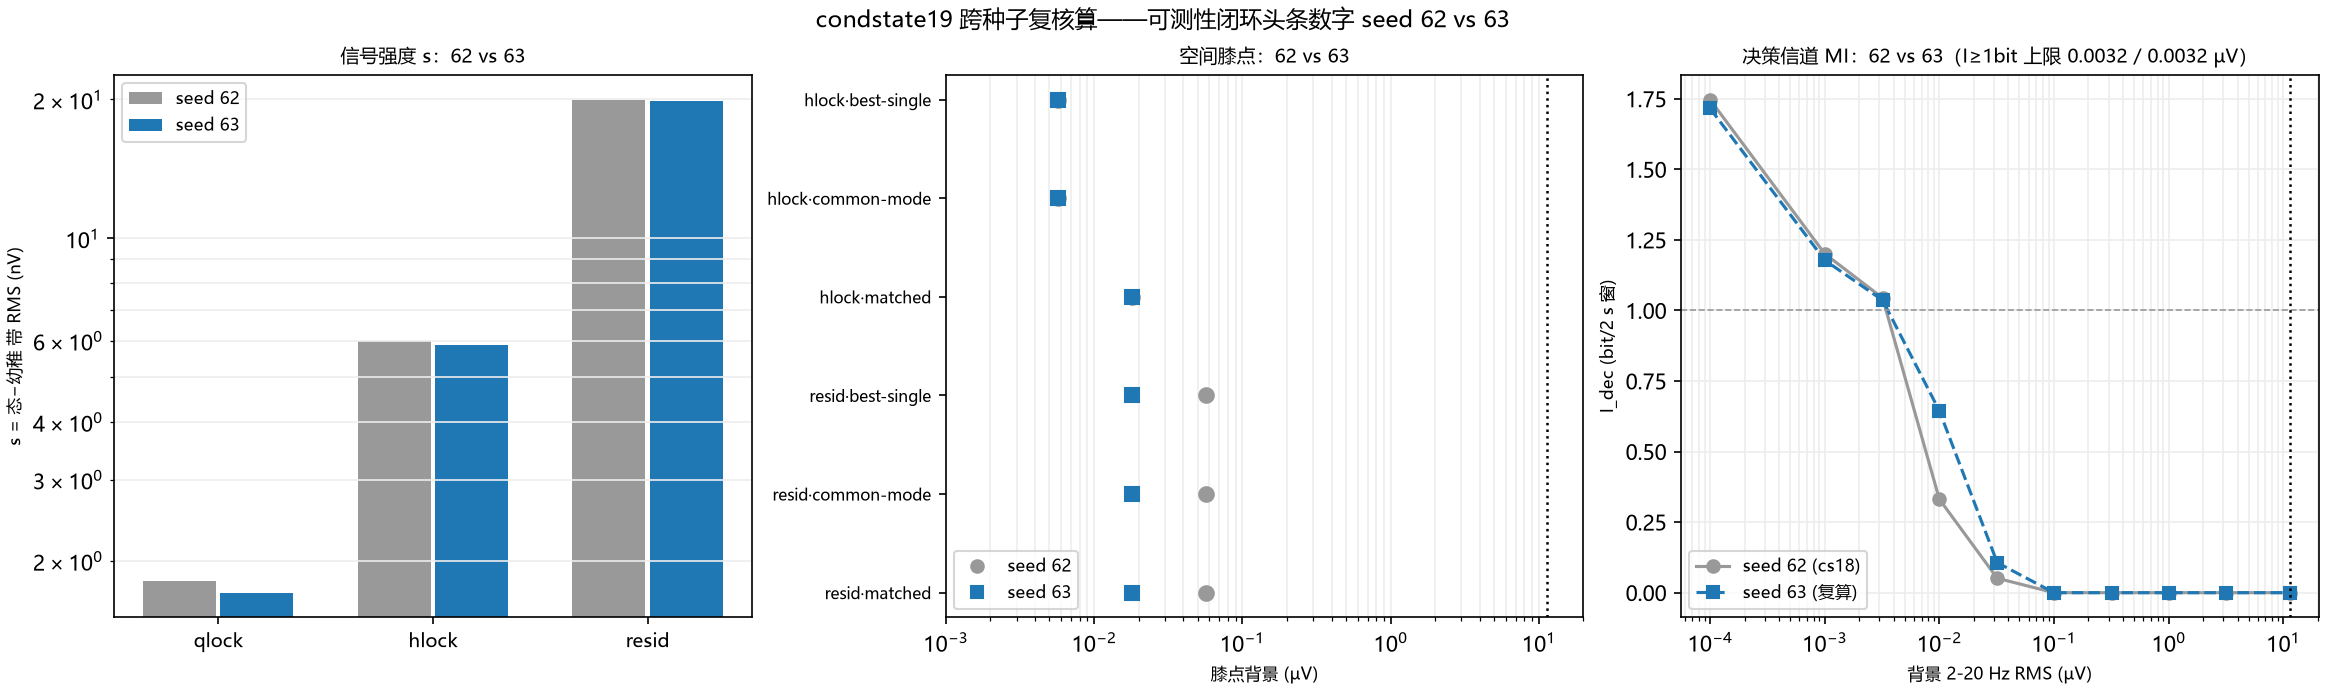 condstate19 跨种子复核算——可测性闭环头条数字 seed 62 vs 63
信号强度 s：62 vs 63
s = 态−幼稚 带 RMS (nV)
2 × 10¹
10¹
6 × 10⁰
4 × 10⁰
3 × 10⁰
2 × 10⁰
seed 62
seed 63
qlock
hlock
resid
空间膝点：62 vs 63
hlock·best-single
hlock·common-mode
hlock·matched
resid·best-single
resid·common-mode
resid·matched
seed 62
seed 63
10⁻³
10⁻²
10⁻¹
10⁰
10¹
膝点背景 (μV)
决策信道 MI：62 vs 63（I≥1bit 上限 0.0032 / 0.0032 μV）
I_dec (bit/2 s 窗)
1.75
1.50
1.25
1.00
0.75
0.50
0.25
0.00
seed 62 (cs18)
seed 63 (复算)
10⁻⁴
10⁻³
10⁻²
10⁻¹
10⁰
10¹
背景 2-20 Hz RMS (μV)